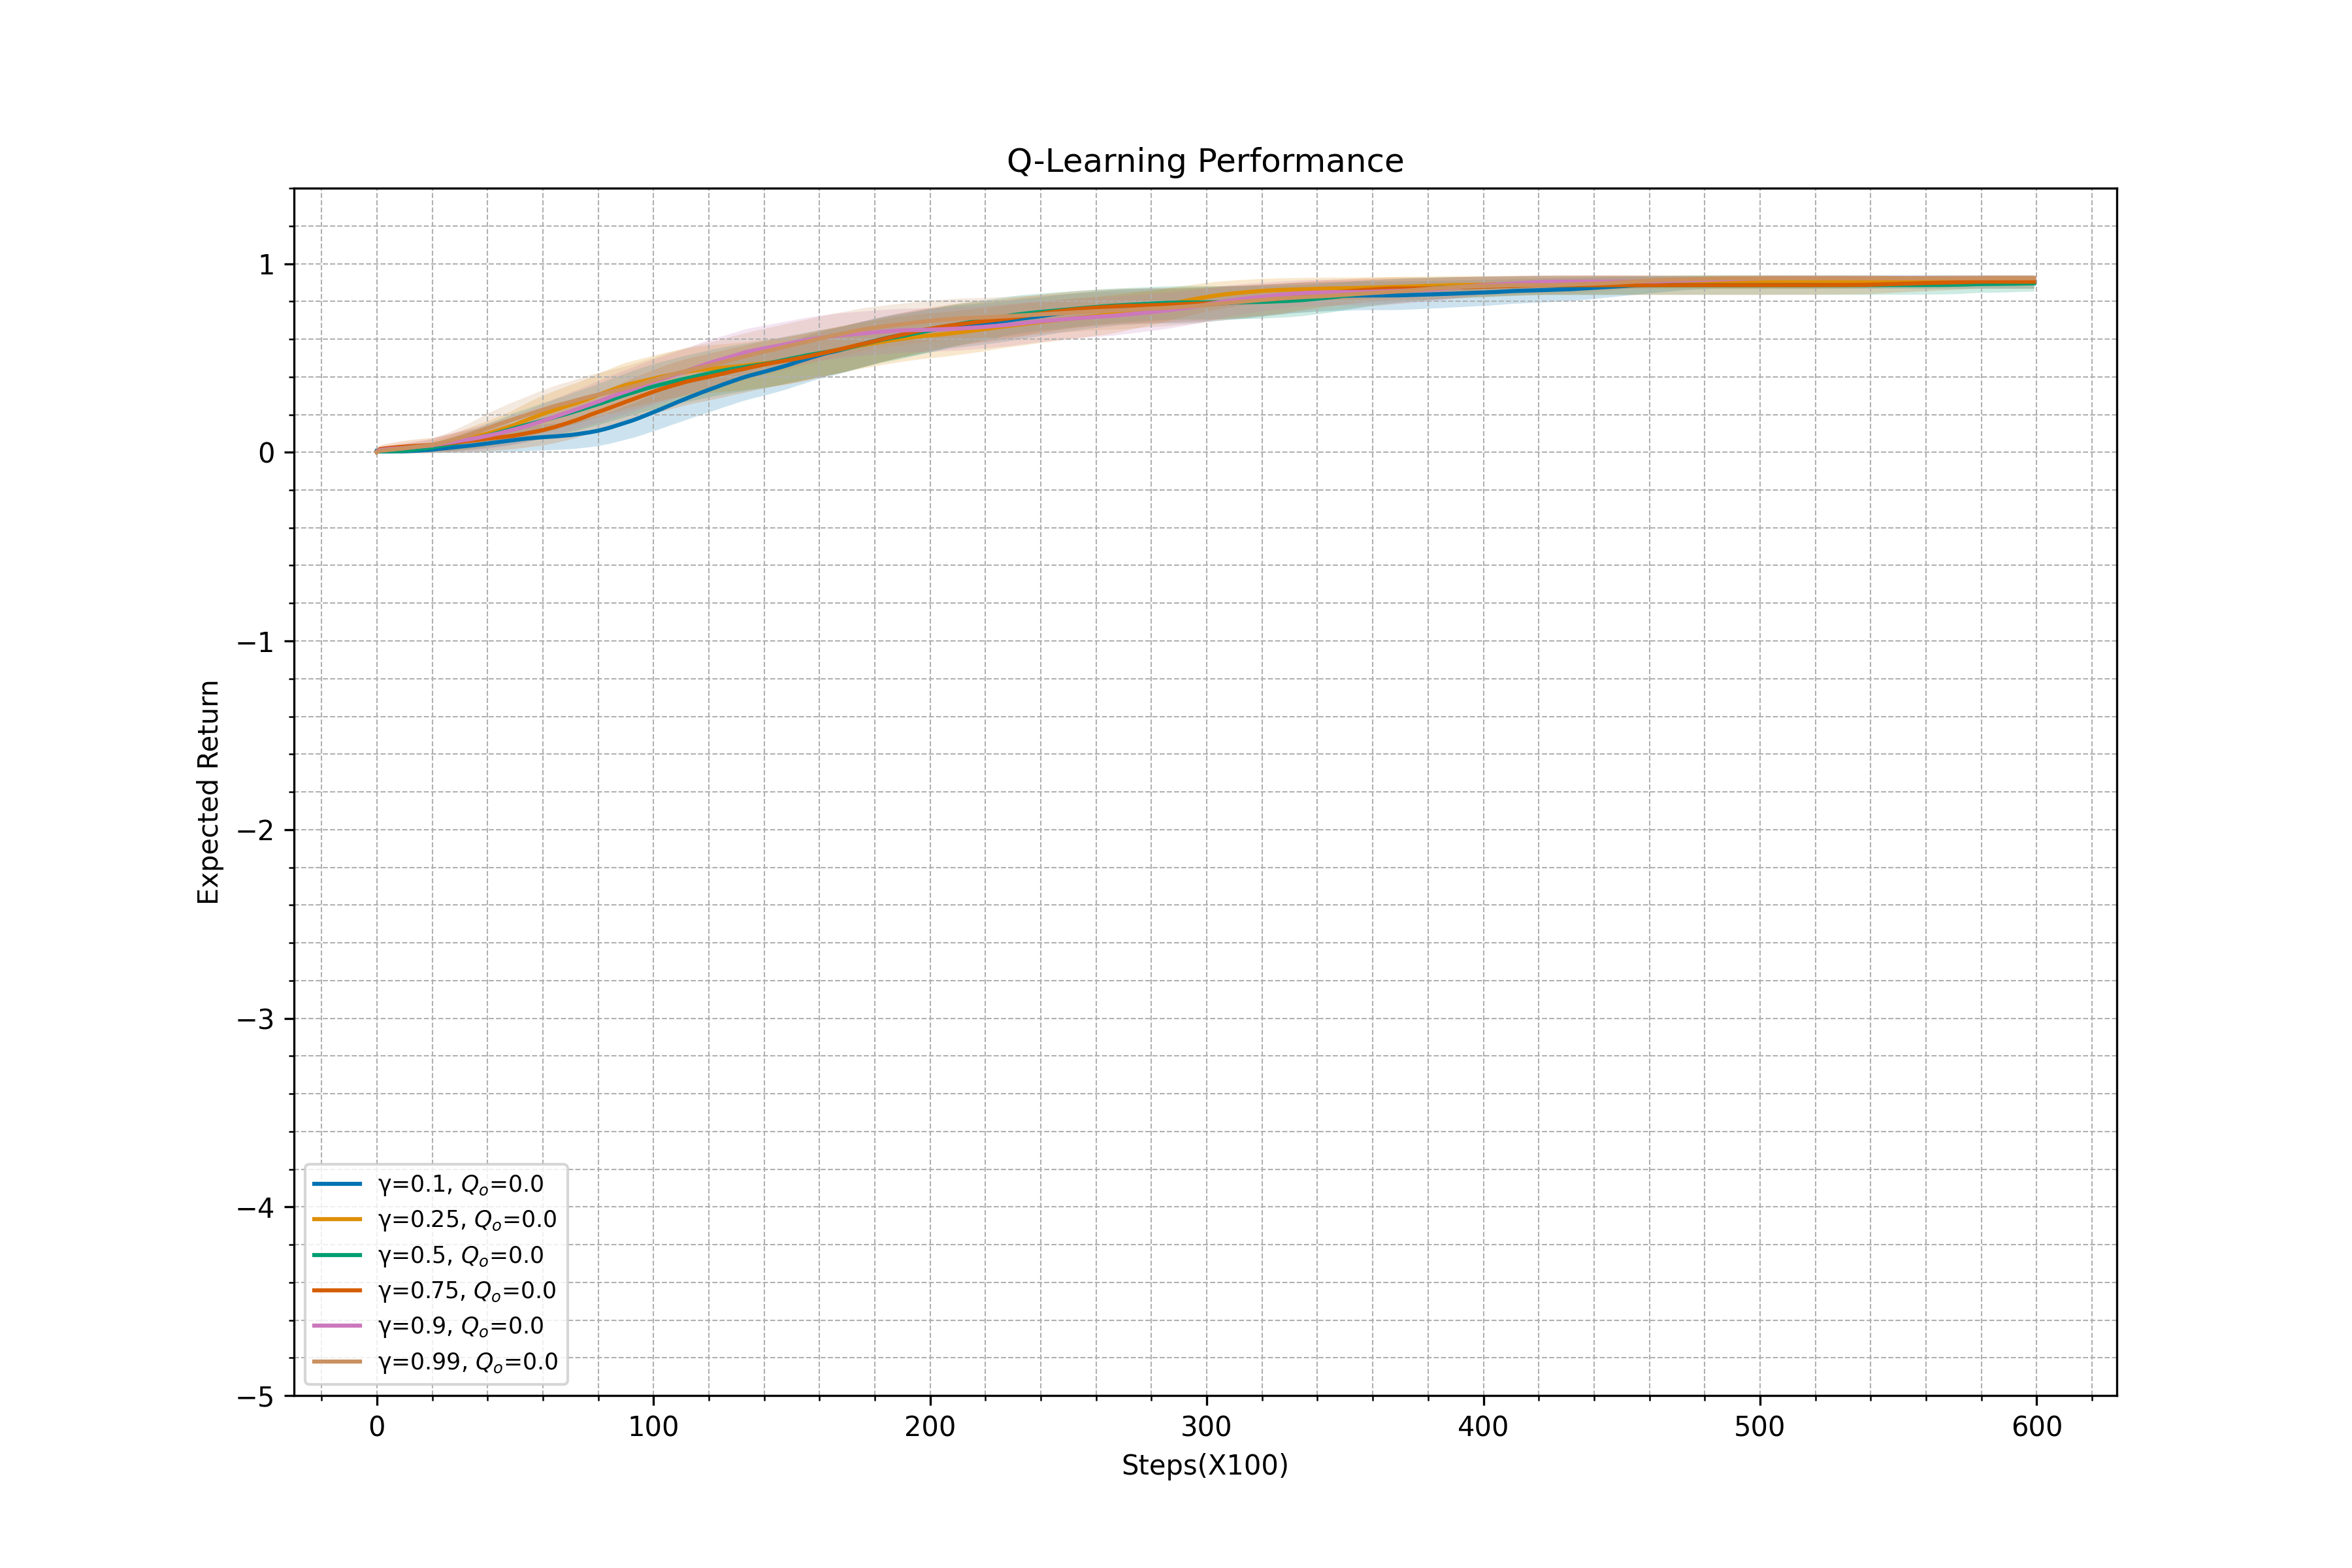 Q-Learning Performance
Expected Return
1
0
−1
−2
−3
−4
−5
γ=0.1, Qo=0.0
γ=0.25, Qo=0.0
γ=0.5, Qo=0.0
γ=0.75, Qo=0.0
γ=0.9, Qo=0.0
γ=0.99, Qo=0.0
0 100 200 300 400 500 600
Steps(X100)